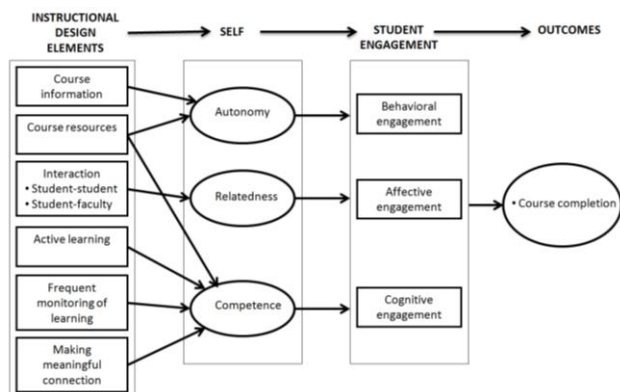 INSTRUCTIONAL
DESIGN
ELEMENTS
SELF
STUDENT
ENGAGEMENT
OUTCOMES
Course
information
Course resources
Interaction
• Student-student
• Student-faculty
Active learning
Frequent
monitoring of
learning
Making
meaningful
connection
Autonomy
Relatedness
Competence
Behavioral
engagement
Affective
engagement
Cognitive
engagement
• Course completion